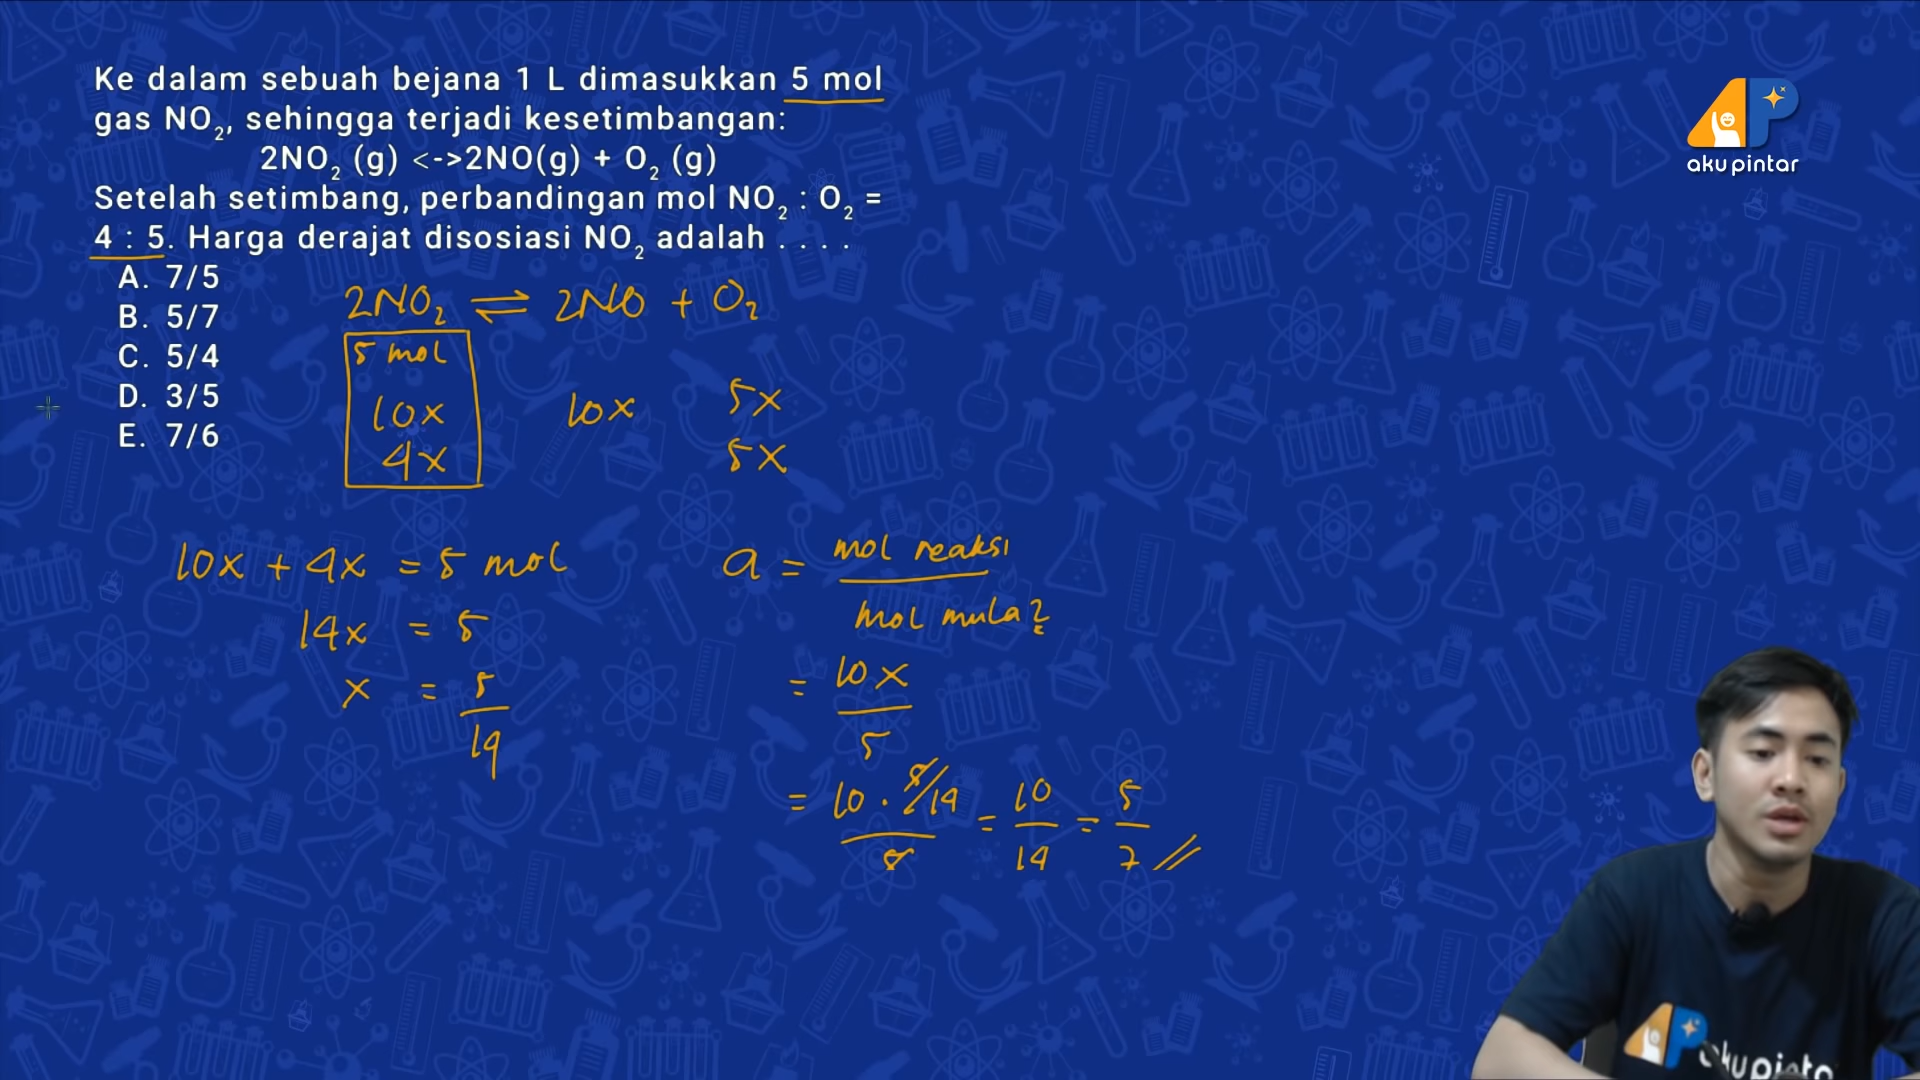 Ke dalam sebuah bejana 1 L dimasukkan 5 mol
gas NO₂, sehingga terjadi kesetimbangan:
2NO₂ (g) <->2NO(g) + O₂ (g)
Setelah setimbang, perbandingan mol NO₂ : O₂ =
4 : 5. Harga derajat disosiasi NO₂ adalah . . . .
A. 7/5
B. 5/7
C. 5/4
D. 3/5
E. 7/6
2NO₂ ⇌ 2NO + O₂
5 mol
10x 10x 5x
4x 5x
10x + 4x = 5 mol
14x = 5
x = 5/14
a = mol reaksi / mol mula2
= 10x / 5
= 10 . 5/14 / 5 = 10/14 = 5/7 //
AP
aku pintar
aku pintar